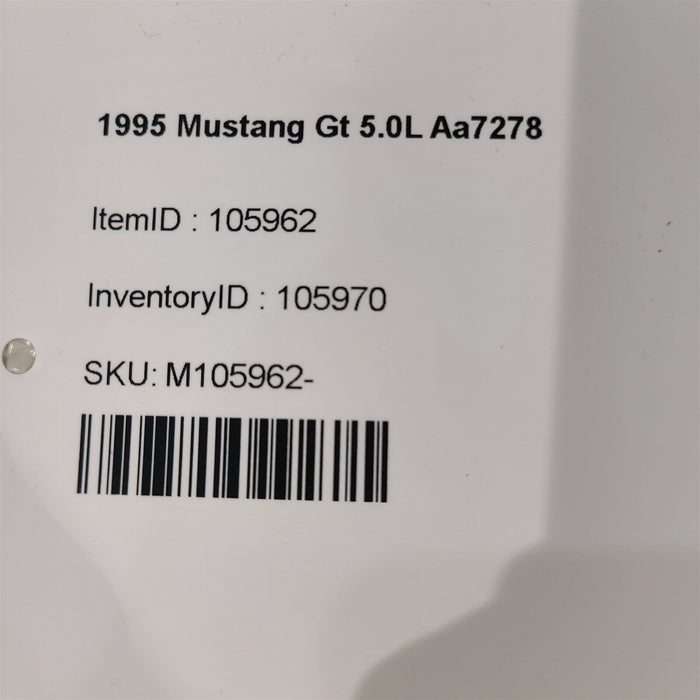 1995 Mustang Gt 5.0L Aa7278
ItemID : 105962
InventoryID : 105970
SKU: M105962-